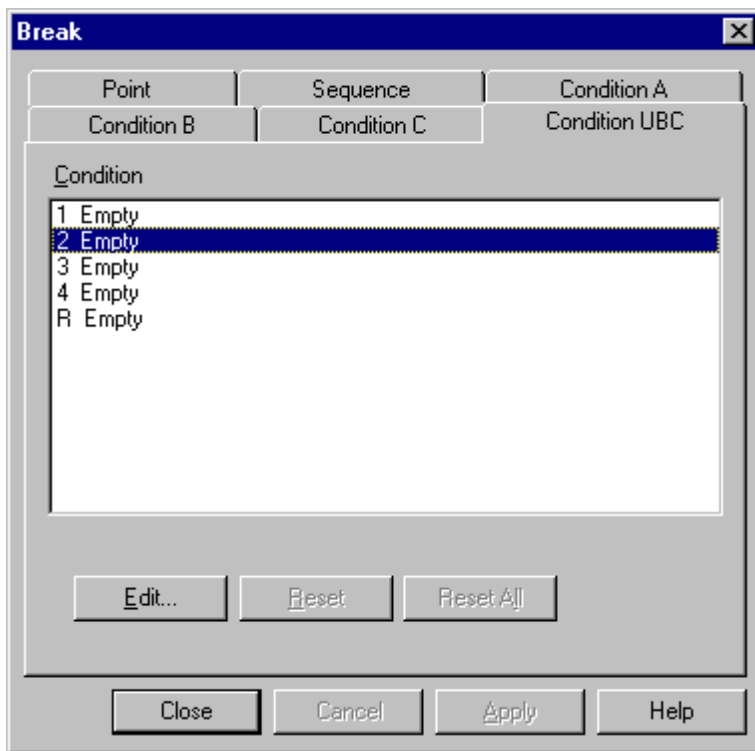 Break
Point Sequence Condition A
Condition B Condition C Condition UBC
Condition
1 Empty
2 Empty
3 Empty
4 Empty
R Empty
Edit... Reset Reset All
Close Cancel Apply Help